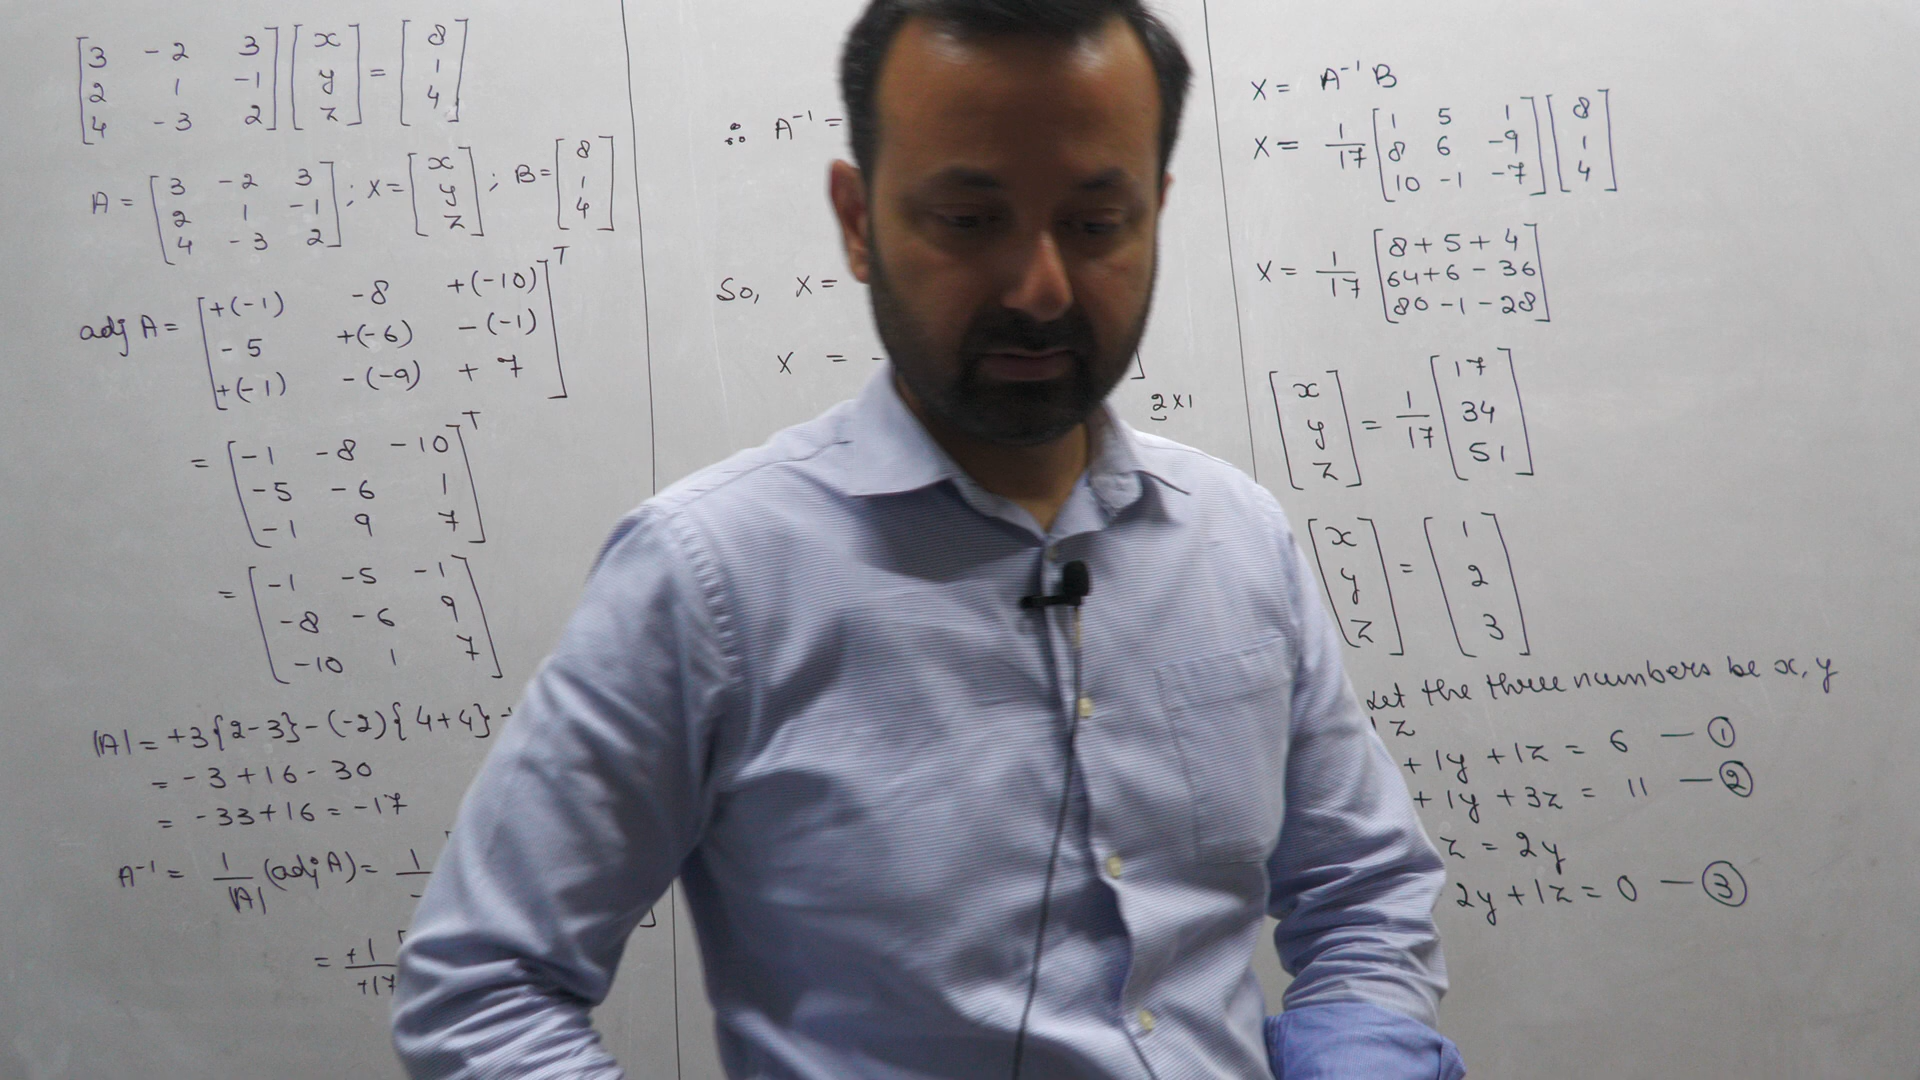 [3 -2 3] [x] = [8]
[2 1 -1] [y] [1]
[4 -3 2] [z] [4]
A = [3 -2 3] ; X = [x] ; B = [8]
[2 1 -1] [y] [1]
[4 -3 2] [z] [4]
adj A = [+(-1) -8 +(-10)]ᵀ
[-5 +(-6) -(-1)]
[+(-1) -(-9) +7]
= [-1 -8 -10]ᵀ
[-5 -6 1]
[-1 9 7]
= [-1 -5 -1]
[-8 -6 9]
[-10 1 7]
|A| = +3{2-3} -(-2){4+4}
= -3+16-30
= -33+16 = -17
A⁻¹ = 1/|A| (adj A) = 1/-
= +1/+17 [
∴ A⁻¹ =
So, X =
X = -
2×1
X = A⁻¹ B
X = 1/17 [1 5 1] [8]
[8 6 -9] [1]
[10 -1 -7] [4]
X = 1/17 [8+5+4]
[64+6-36]
[80-1-28]
[x] = 1/17 [17]
[y] [34]
[z] [51]
[x] = [1]
[y] [2]
[z] [3]
Let the three numbers be x, y
z
+ 1y + 1z = 6 — ①
+ 1y + 3z = 11 — ②
z = 2y
2y + 1z = 0 — ③